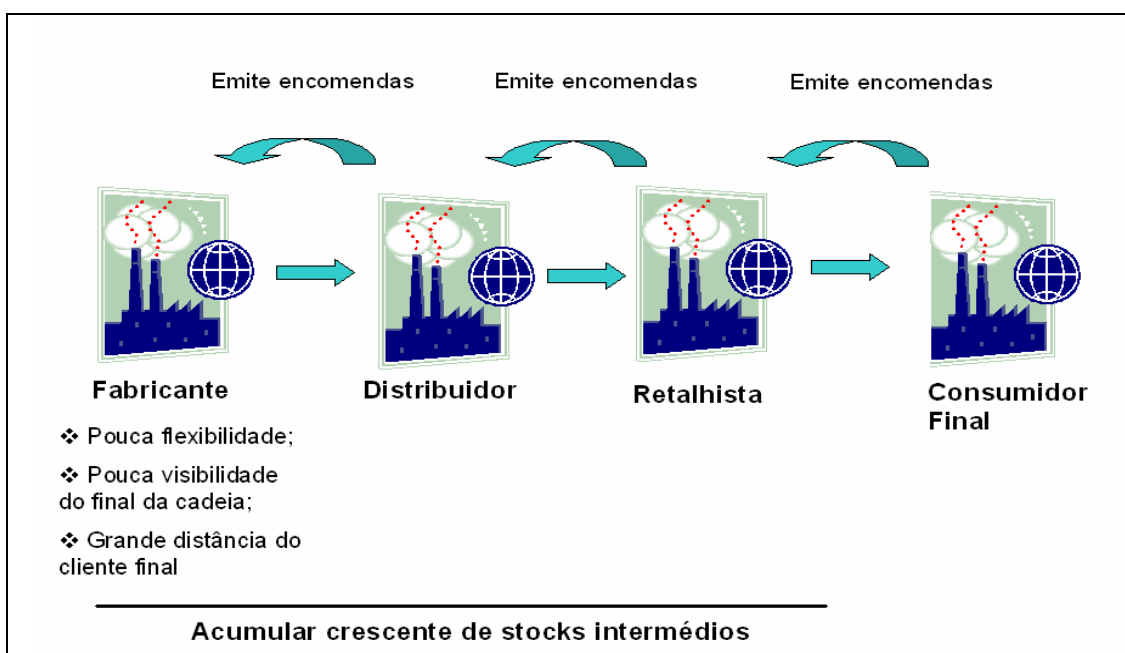 Emite encomendas
Emite encomendas
Emite encomendas
Fabricante
Distribuidor
Retalhista
Consumidor
Final
❖ Pouca flexibilidade;
❖ Pouca visibilidade
do final da cadeia;
❖ Grande distância do
cliente final
Acumular crescente de stocks intermédios